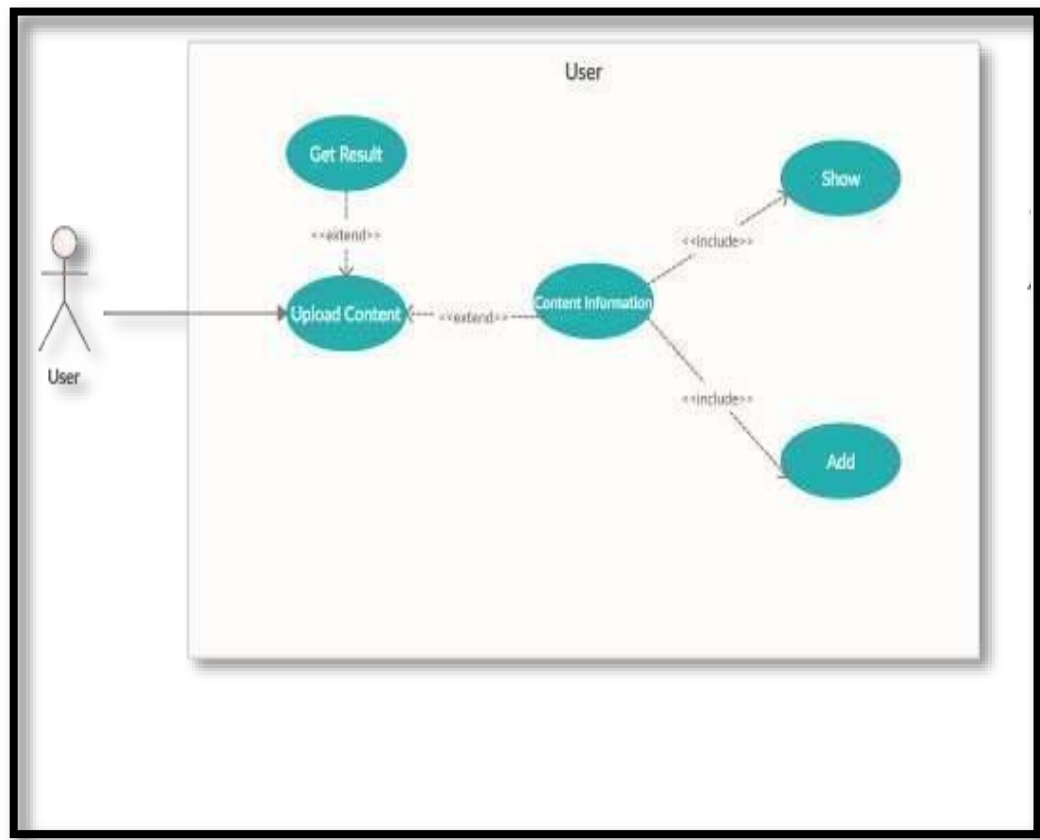 User
Get Result
Show
<<extend>>
<<include>>
Content Information
Upload Content
<<extend>>
User
<<include>>
Add